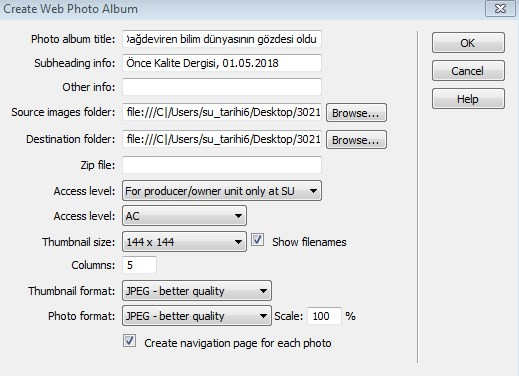 Create Web Photo Album
Photo album title: Dağdeviren bilim dünyasının gözdesi oldu
OK
Subheading info: Önce Kalite Dergisi, 01.05.2018
Cancel
Other info:
Help
Source images folder: file:///C|/Users/su_tarihi6/Desktop/3021 Browse...
Destination folder: file:///C|/Users/su_tarihi6/Desktop/3021 Browse...
Zip file:
Access level: For producer/owner unit only at SU
Access level: AC
Thumbnail size: 144 x 144 Show filenames
Columns: 5
Thumbnail format: JPEG - better quality
Photo format: JPEG - better quality Scale: 100 %
Create navigation page for each photo